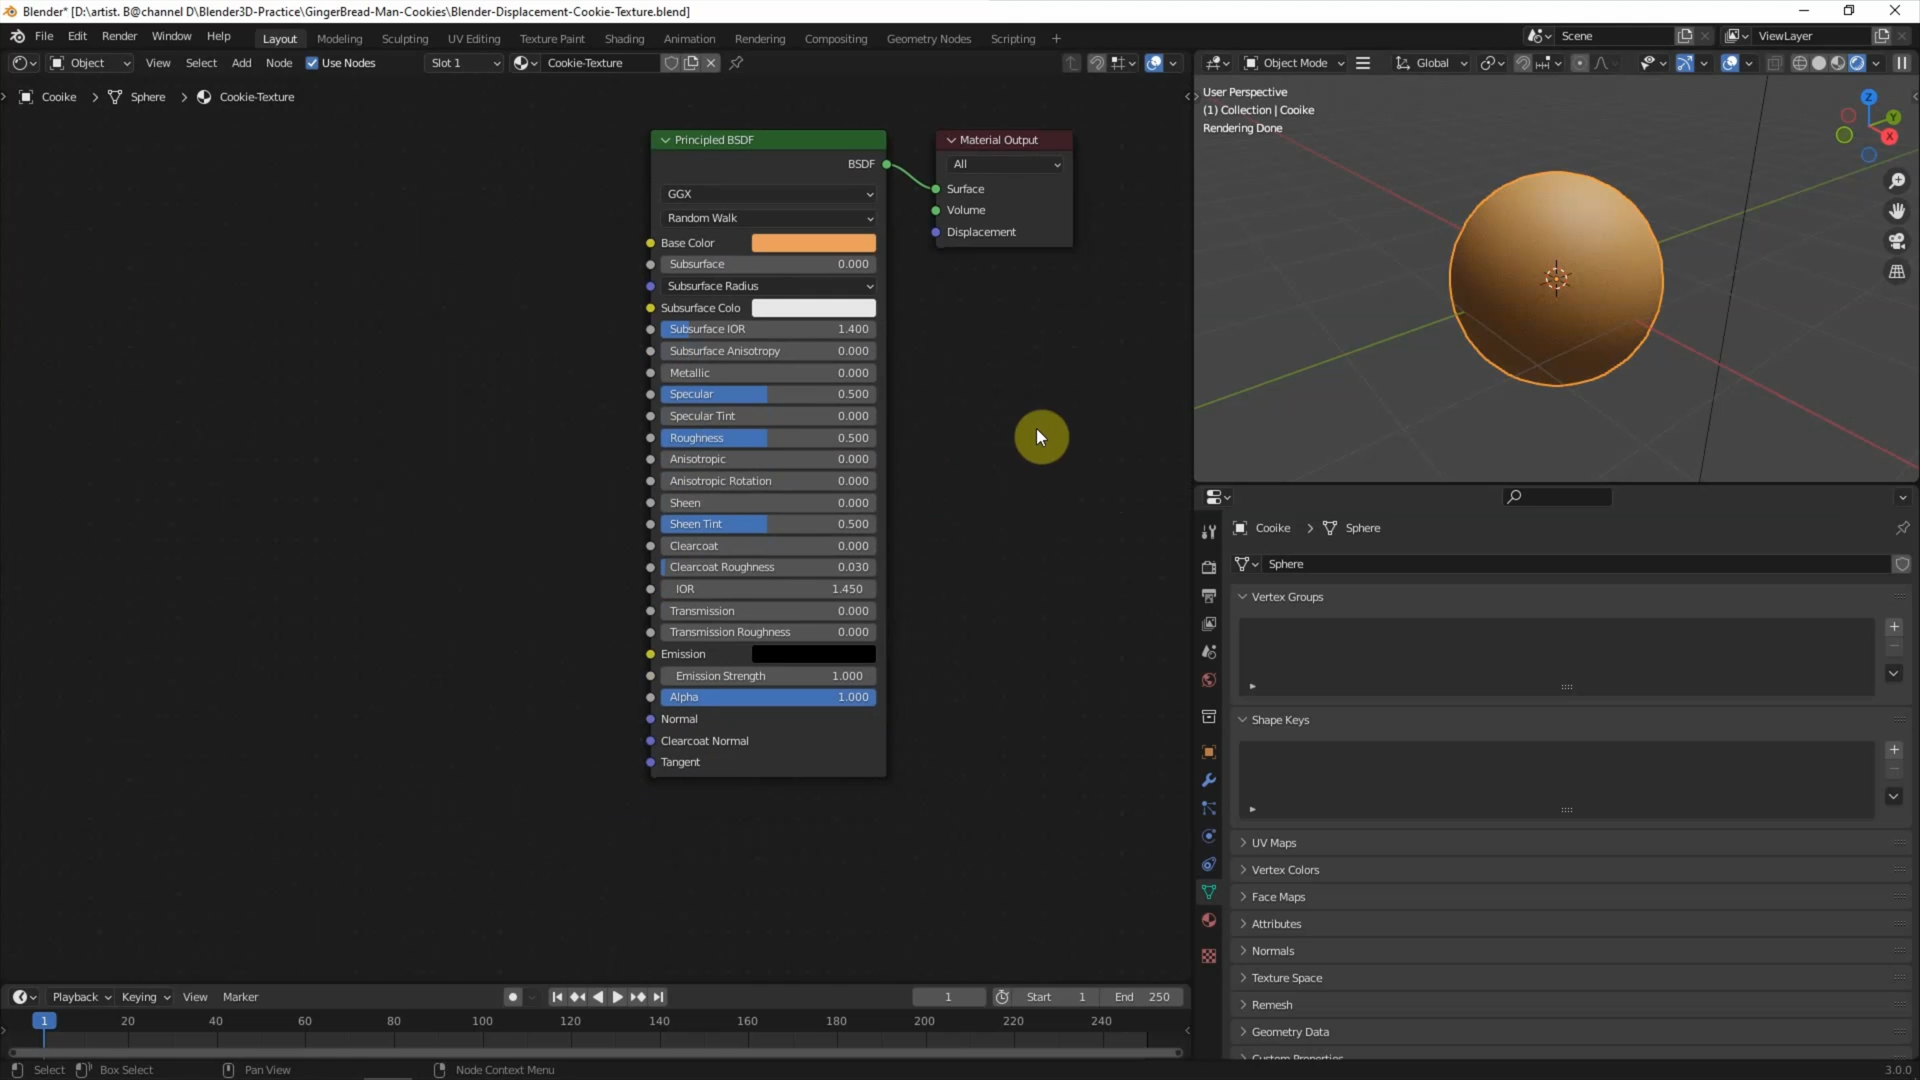 Blender* [D:\artist. B@channel D\Blender3D-Practice\GingerBread-Man-Cookies\Blender-Displacement-Cookie-Texture.blend]
File Edit Render Window Help Layout Modeling Sculpting UV Editing Texture Paint Shading Animation Rendering Compositing Geometry Nodes Scripting + Scene ViewLayer
Object View Select Add Node Use Nodes Slot 1 Cookie-Texture Object Mode Global
Cooike > Sphere > Cookie-Texture
User Perspective
(1) Collection | Cooike
Rendering Done
Z
Y
X
Principled BSDF
BSDF
GGX
Random Walk
Base Color
Subsurface 0.000
Subsurface Radius
Subsurface Colo
Subsurface IOR 1.400
Subsurface Anisotropy 0.000
Metallic 0.000
Specular 0.500
Specular Tint 0.000
Roughness 0.500
Anisotropic 0.000
Anisotropic Rotation 0.000
Sheen 0.000
Sheen Tint 0.500
Clearcoat 0.000
Clearcoat Roughness 0.030
IOR 1.450
Transmission 0.000
Transmission Roughness 0.000
Emission
Emission Strength 1.000
Alpha 1.000
Normal
Clearcoat Normal
Tangent
Material Output
All
Surface
Volume
Displacement
Cooike > Sphere
Sphere
Vertex Groups
Shape Keys
UV Maps
Vertex Colors
Face Maps
Attributes
Normals
Texture Space
Remesh
Geometry Data
Custom Properties
Playback Keying View Marker 1 Start 1 End 250
1 20 40 60 80 100 120 140 160 180 200 220 240
Select Box Select Pan View Node Context Menu 3.0.0